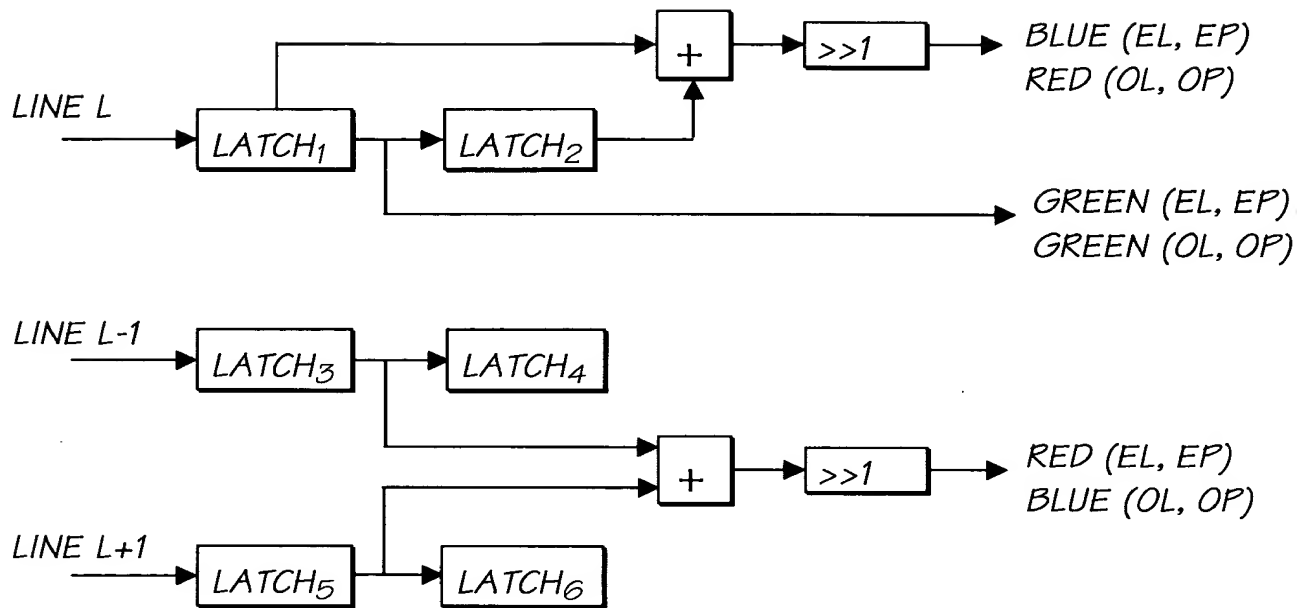 LINE L
LATCH₁
LATCH₂
+
>>1
BLUE (EL, EP)
RED (OL, OP)
GREEN (EL, EP)
GREEN (OL, OP)
LINE L-1
LATCH₃
LATCH₄
+
>>1
RED (EL, EP)
BLUE (OL, OP)
LINE L+1
LATCH₅
LATCH₆